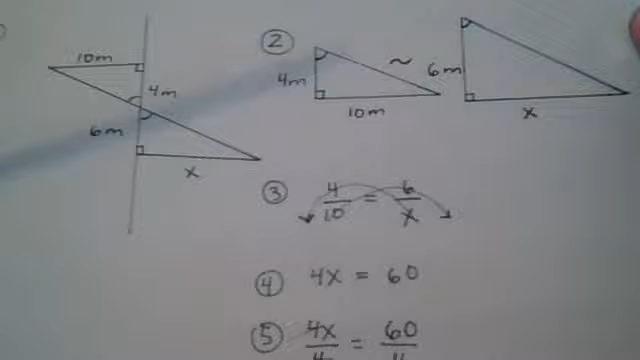 10m
4m
6m
x
②
4m
10m
~
6m
x
③ 4/10 = 6/x
④ 4x = 60
⑤ 4x/4 = 60/4